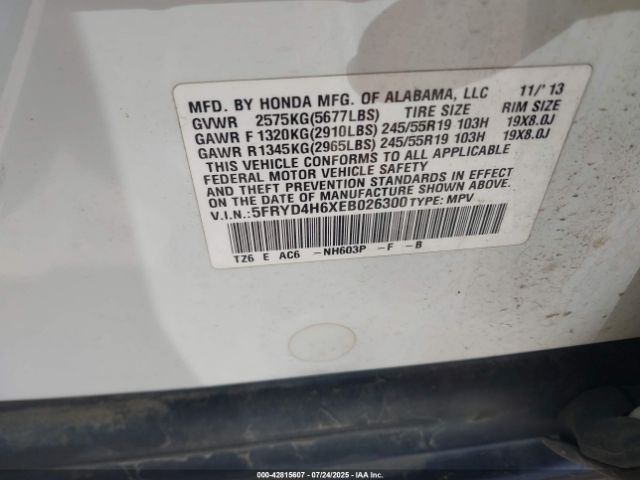 MFD. BY HONDA MFG. OF ALABAMA, LLC 11/'13
GVWR 2575KG(5677LBS) TIRE SIZE RIM SIZE
GAWR F 1320KG(2910LBS) 245/55R19 103H 19X8.0J
GAWR R1345KG(2965LBS) 245/55R19 103H 19X8.0J
THIS VEHICLE CONFORMS TO ALL APPLICABLE
FEDERAL MOTOR VEHICLE SAFETY
AND THEFT PREVENTION STANDARDS IN EFFECT
ON THE DATE OF MANUFACTURE SHOWN ABOVE.
V.I.N.:5FRYD4H6XEB026300 TYPE: MPV
TZ6 E AC6 -NH603P -F -B
000-42815607 - 07/24/2025 - IAAI.com